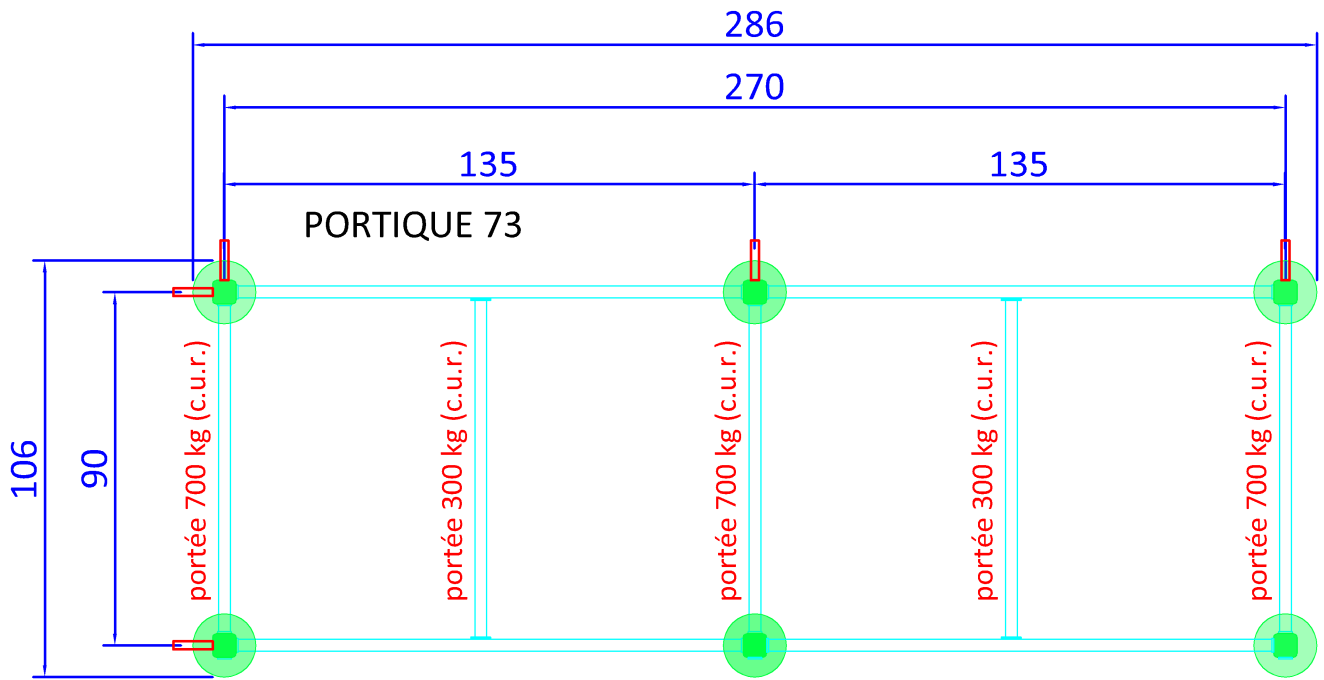 286
270
135
135
PORTIQUE 73
106
90
portée 700 kg (c.u.r.)
portée 300 kg (c.u.r.)
portée 700 kg (c.u.r.)
portée 300 kg (c.u.r.)
portée 700 kg (c.u.r.)